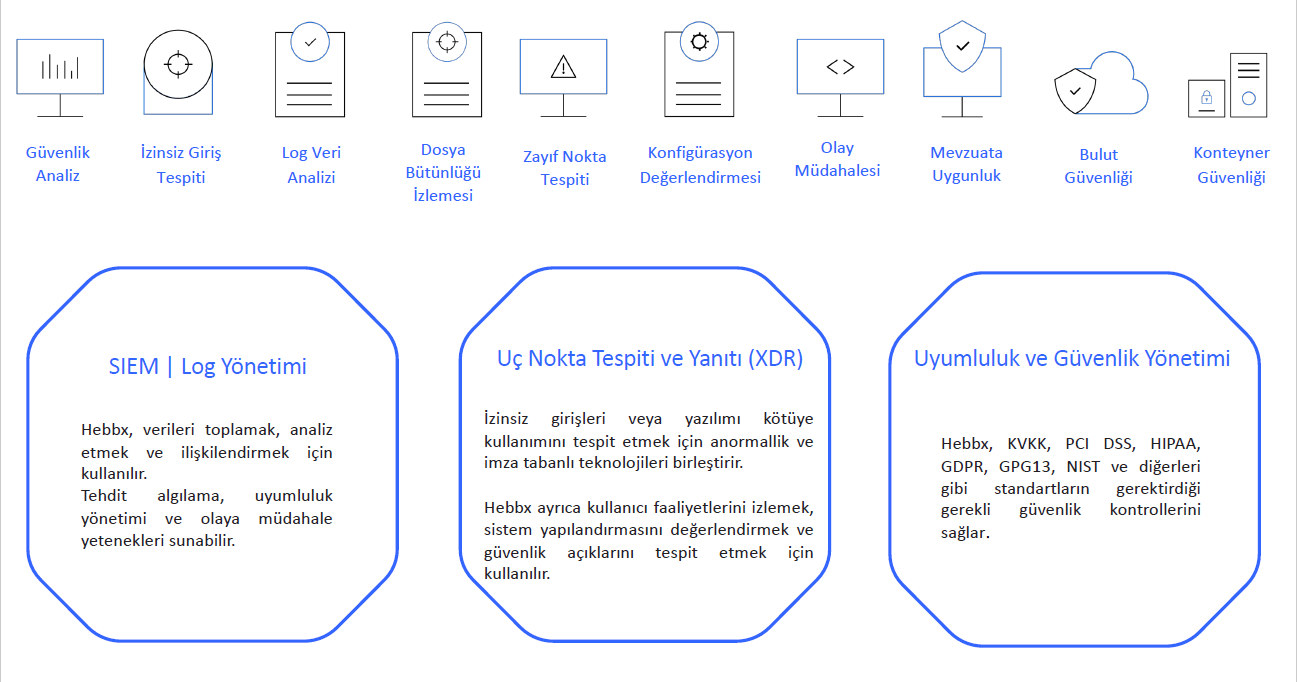 Güvenlik
Analiz
İzinsiz Giriş
Tespiti
Log Veri
Analizi
Dosya
Bütünlüğü
İzlemesi
Zayıf Nokta
Tespiti
Konfigürasyon
Değerlendirmesi
Olay
Müdahalesi
Mevzuata
Uygunluk
Bulut
Güvenliği
Konteyner
Güvenliği
SIEM | Log Yönetimi
Hebbx, verileri toplamak, analiz
etmek ve ilişkilendirmek için
kullanılır.
Tehdit algılama, uyumluluk
yönetimi ve olaya müdahale
yetenekleri sunabilir.
Uç Nokta Tespiti ve Yanıtı (XDR)
İzinsiz girişleri veya yazılımı kötüye
kullanımını tespit etmek için anormallik ve
imza tabanlı teknolojileri birleştirir.
Hebbx ayrıca kullanıcı faaliyetlerini izlemek,
sistem yapılandırmasını değerlendirmek ve
güvenlik açıklarını tespit etmek için
kullanılır.
Uyumluluk ve Güvenlik Yönetimi
Hebbx, KVKK, PCI DSS, HIPAA,
GDPR, GPG13, NIST ve diğerleri
gibi standartların gerektirdiği
gerekli güvenlik kontrollerini
sağlar.